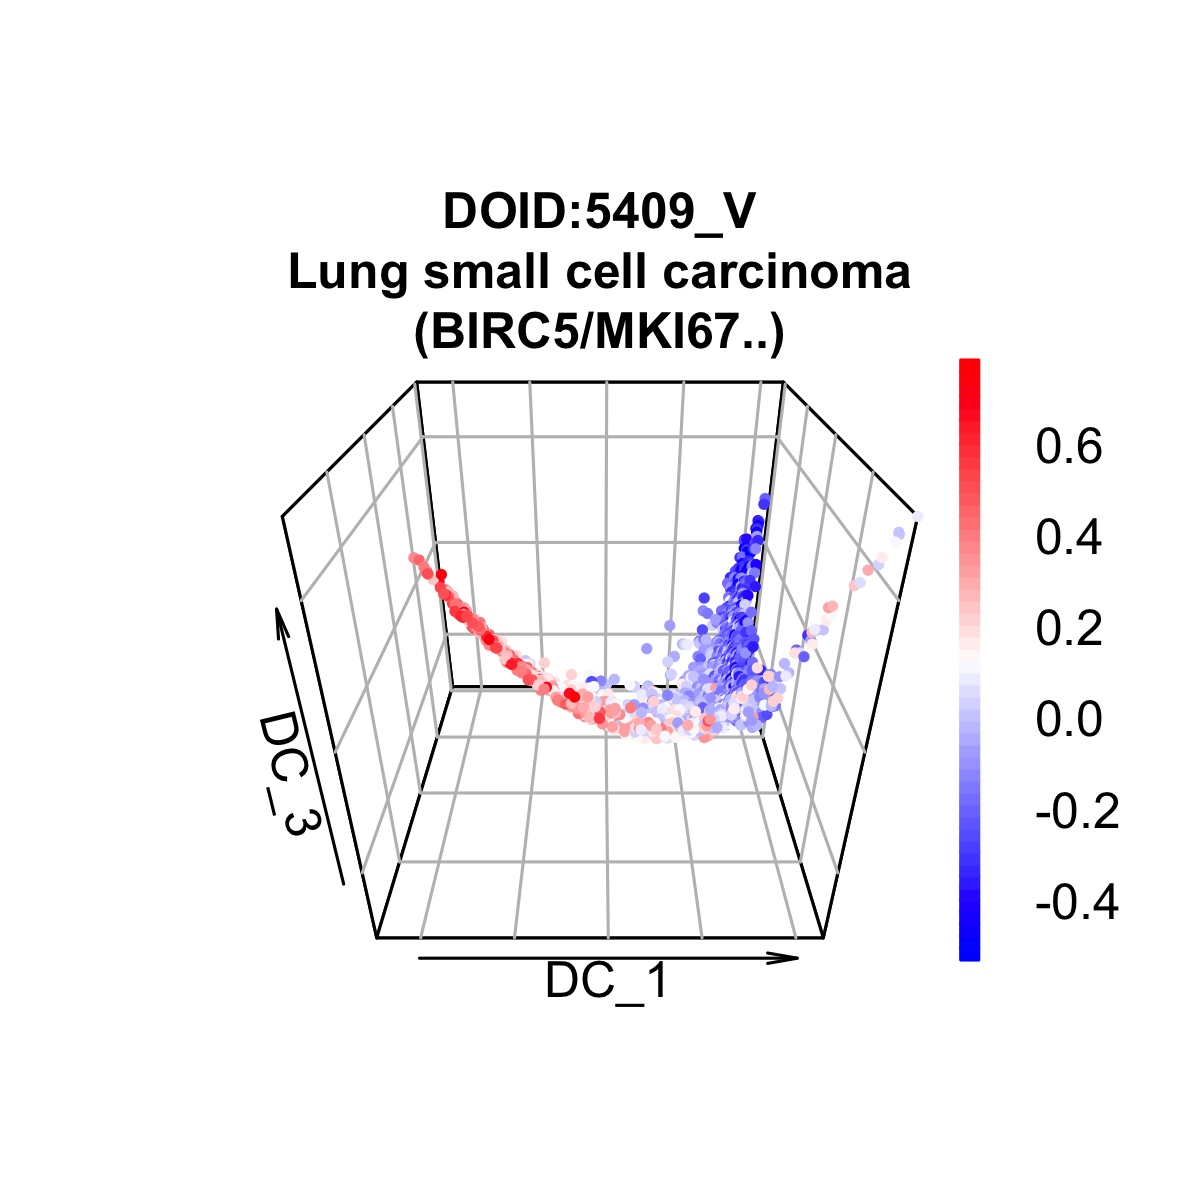 DOID:5409_V
Lung small cell carcinoma
(BIRC5/MKI67..)
0.6
0.4
0.2
0.0
-0.2
-0.4
DC_3
DC_1